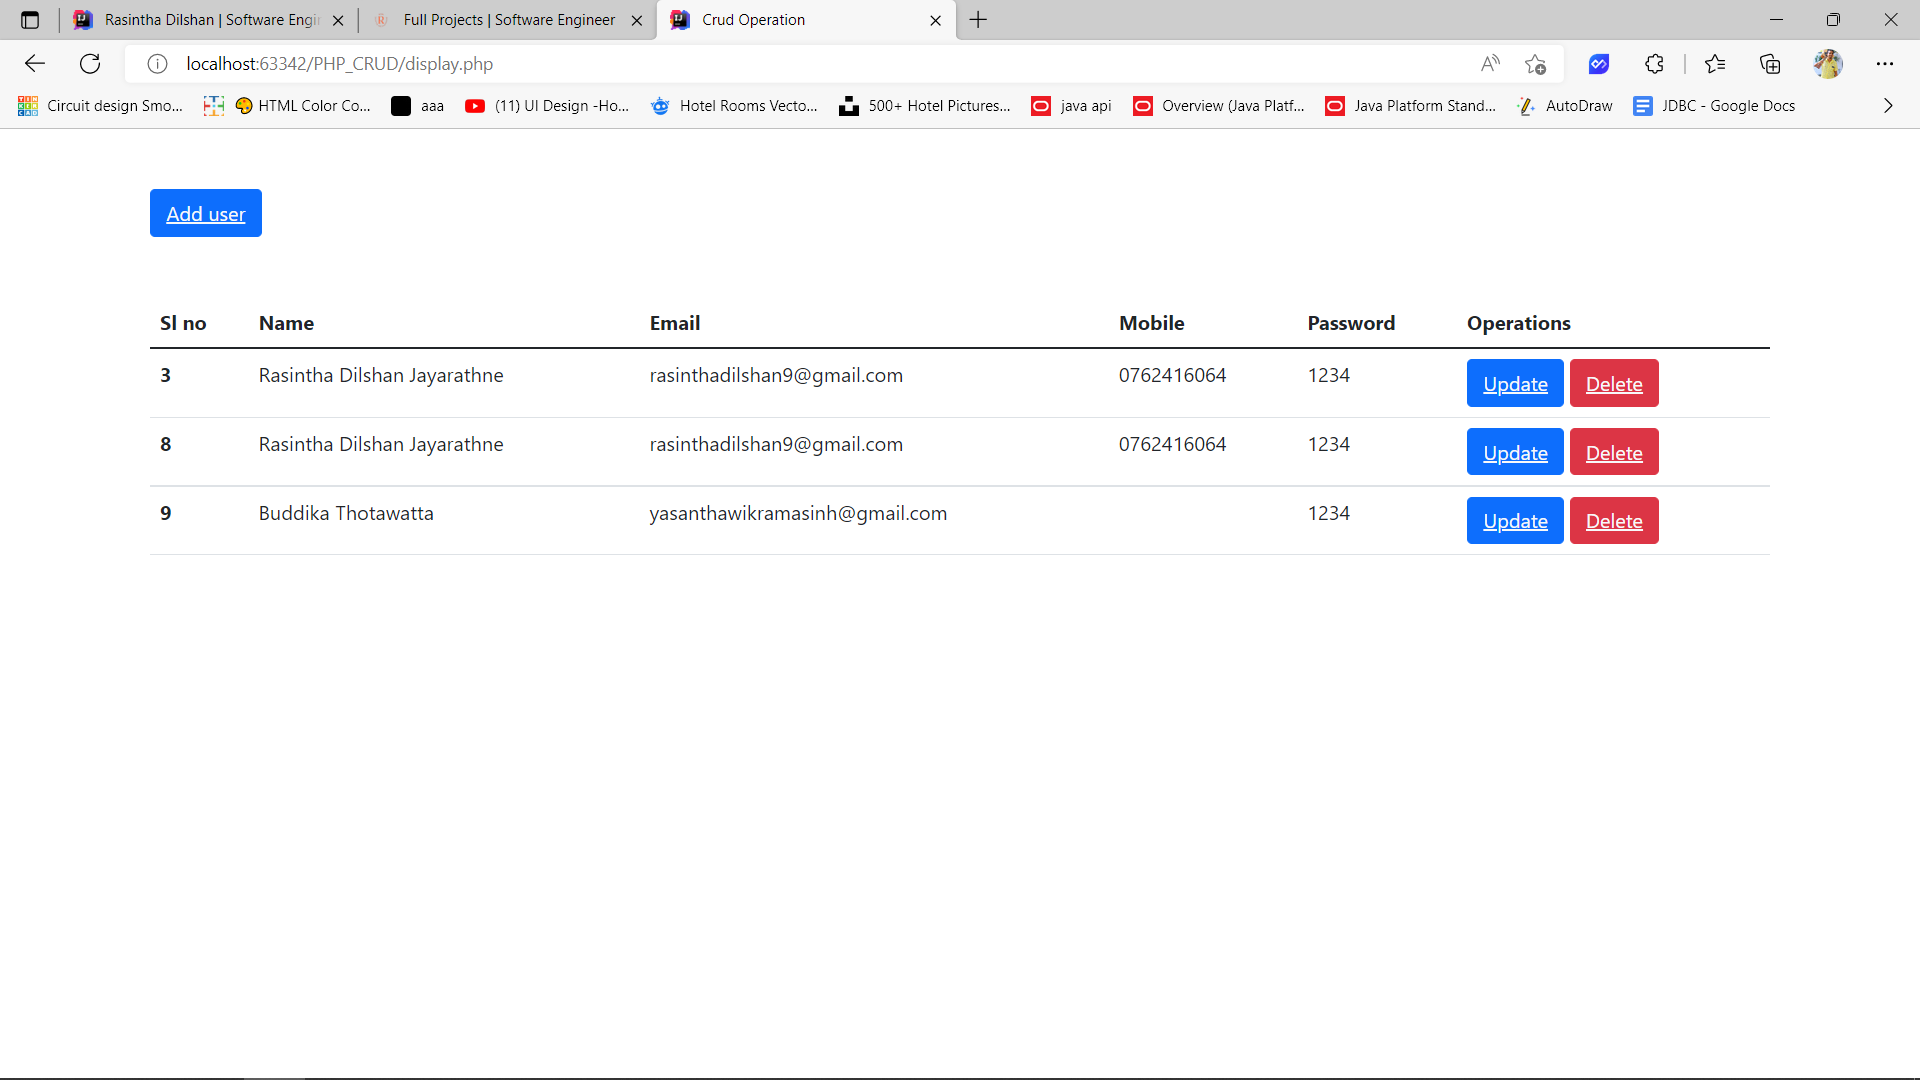 Rasintha Dilshan | Software Engi
Full Projects | Software Engineer
Crud Operation
localhost:63342/PHP_CRUD/display.php
Circuit design Smo...
HTML Color Co...
aaa
(11) UI Design -Ho...
Hotel Rooms Vecto...
500+ Hotel Pictures...
java api
Overview (Java Platf...
Java Platform Stand...
AutoDraw
JDBC - Google Docs
Add user
Sl no Name Email Mobile Password Operations
3 Rasintha Dilshan Jayarathne rasinthadilshan9@gmail.com 0762416064 1234 Update Delete
8 Rasintha Dilshan Jayarathne rasinthadilshan9@gmail.com 0762416064 1234 Update Delete
9 Buddika Thotawatta yasanthawikramasinh@gmail.com 1234 Update Delete